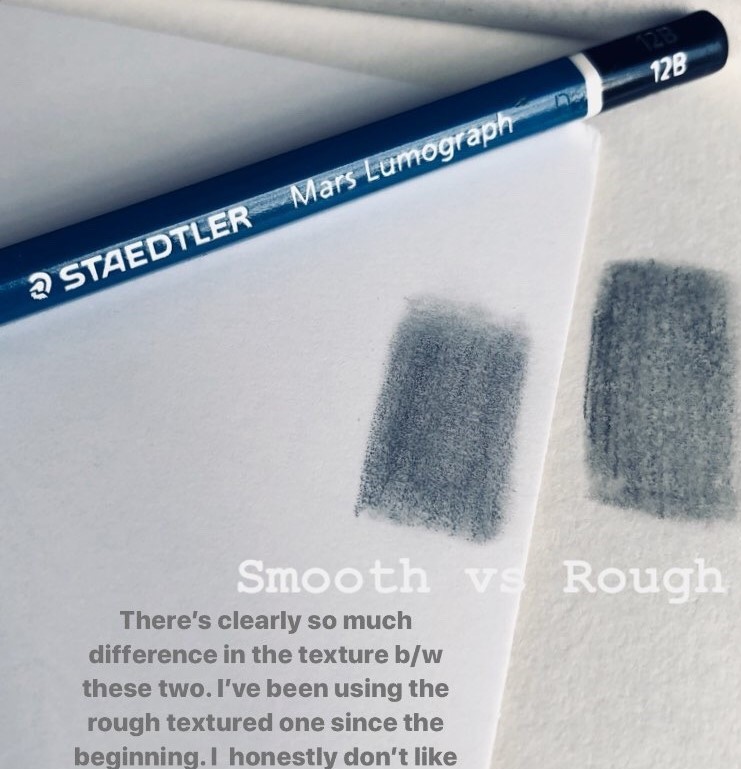 12B
12B
STAEDTLER Mars Lumograph
Smooth vs Rough
There's clearly so much
difference in the texture b/w
these two. I've been using the
rough textured one since the
beginning. I honestly don't like